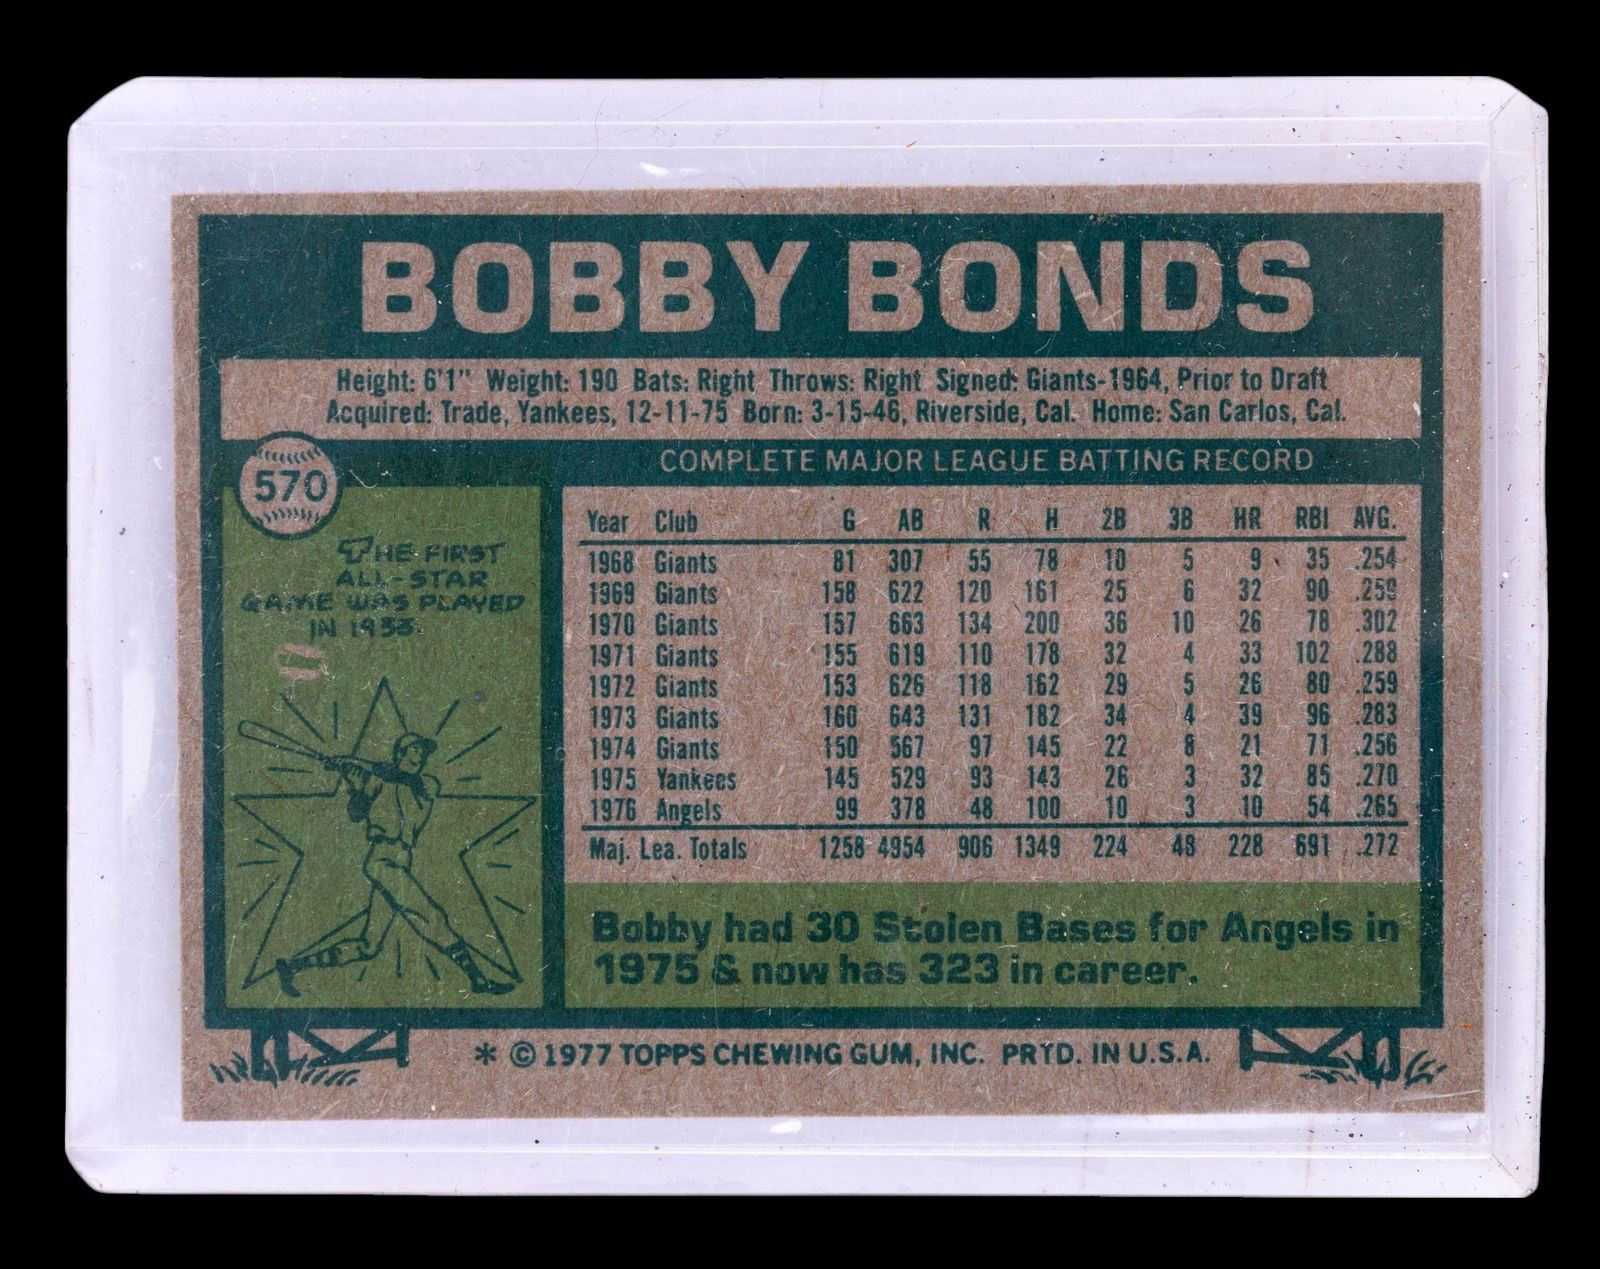 BOBBY BONDS
Height: 6'1" Weight: 190 Bats: Right Throws: Right Signed: Giants-1964, Prior to Draft
Acquired: Trade, Yankees, 12-11-75 Born: 3-15-46, Riverside, Cal. Home: San Carlos, Cal.
570
THE FIRST
ALL-STAR
GAME WAS PLAYED
IN 1933.
COMPLETE MAJOR LEAGUE BATTING RECORD
Year Club G AB R H 2B 3B HR RBI AVG.
1968 Giants 81 307 55 78 10 5 9 35 .254
1969 Giants 158 622 120 161 25 6 32 90 .259
1970 Giants 157 663 134 200 36 10 26 78 .302
1971 Giants 155 619 110 178 32 4 33 102 .288
1972 Giants 153 626 118 162 29 5 26 80 .259
1973 Giants 160 643 131 182 34 4 39 96 .283
1974 Giants 150 567 97 145 22 8 21 71 .256
1975 Yankees 145 529 93 143 26 3 32 85 .270
1976 Angels 99 378 48 100 10 3 10 54 .265
Maj. Lea. Totals 1258 4954 906 1349 224 48 228 691 .272
Bobby had 30 Stolen Bases for Angels in
1975 & now has 323 in career.
* © 1977 TOPPS CHEWING GUM, INC. PRTD. IN U.S.A.